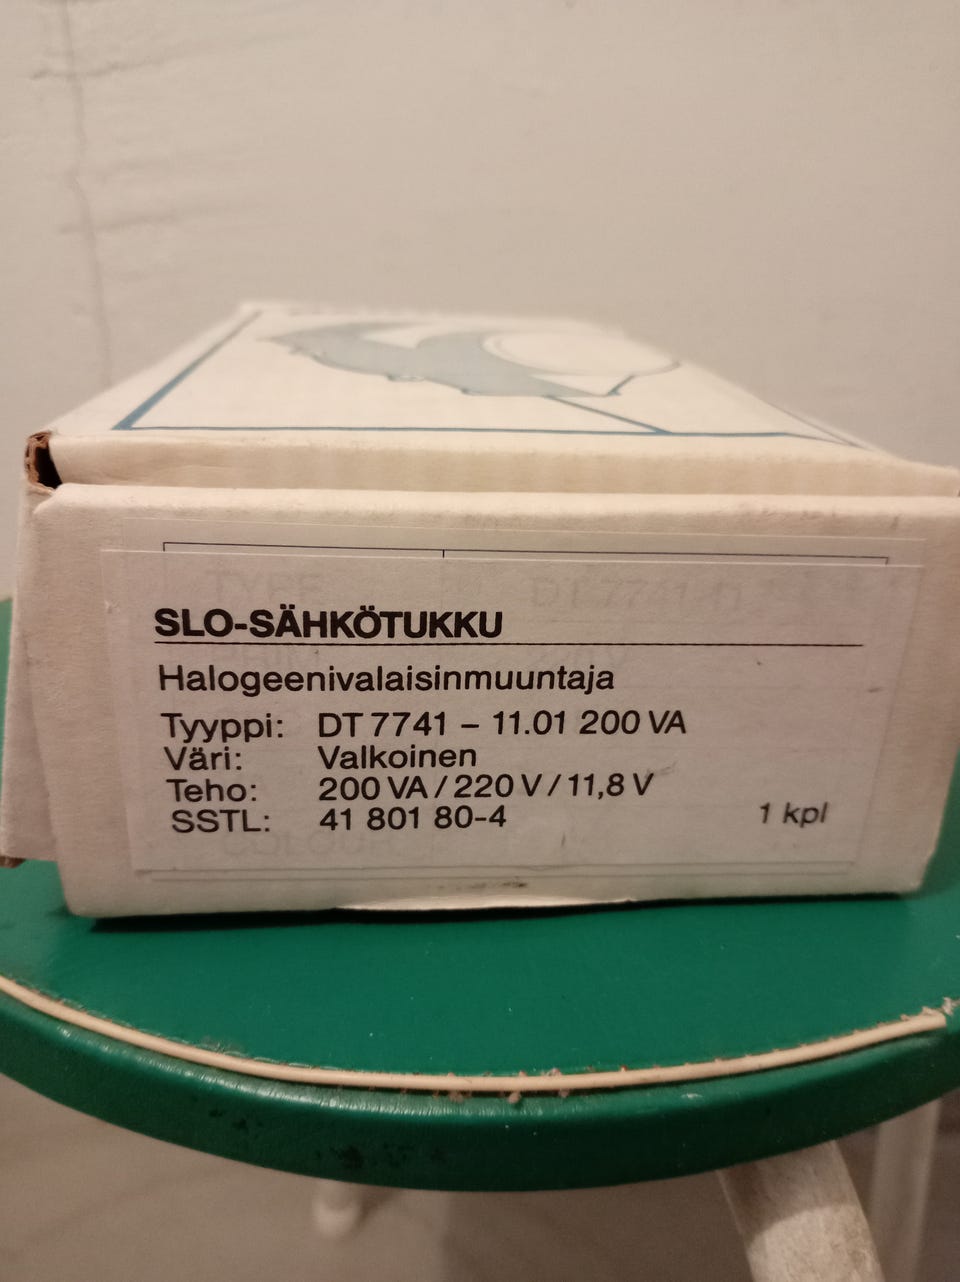 SLO-SÄHKÖTUKKU
Halogeenivalaisinmuuntaja
Tyyppi: DT 7741 – 11.01 200 VA
Väri: Valkoinen
Teho: 200 VA / 220 V / 11,8 V
SSTL: 41 801 80-4
1 kpl